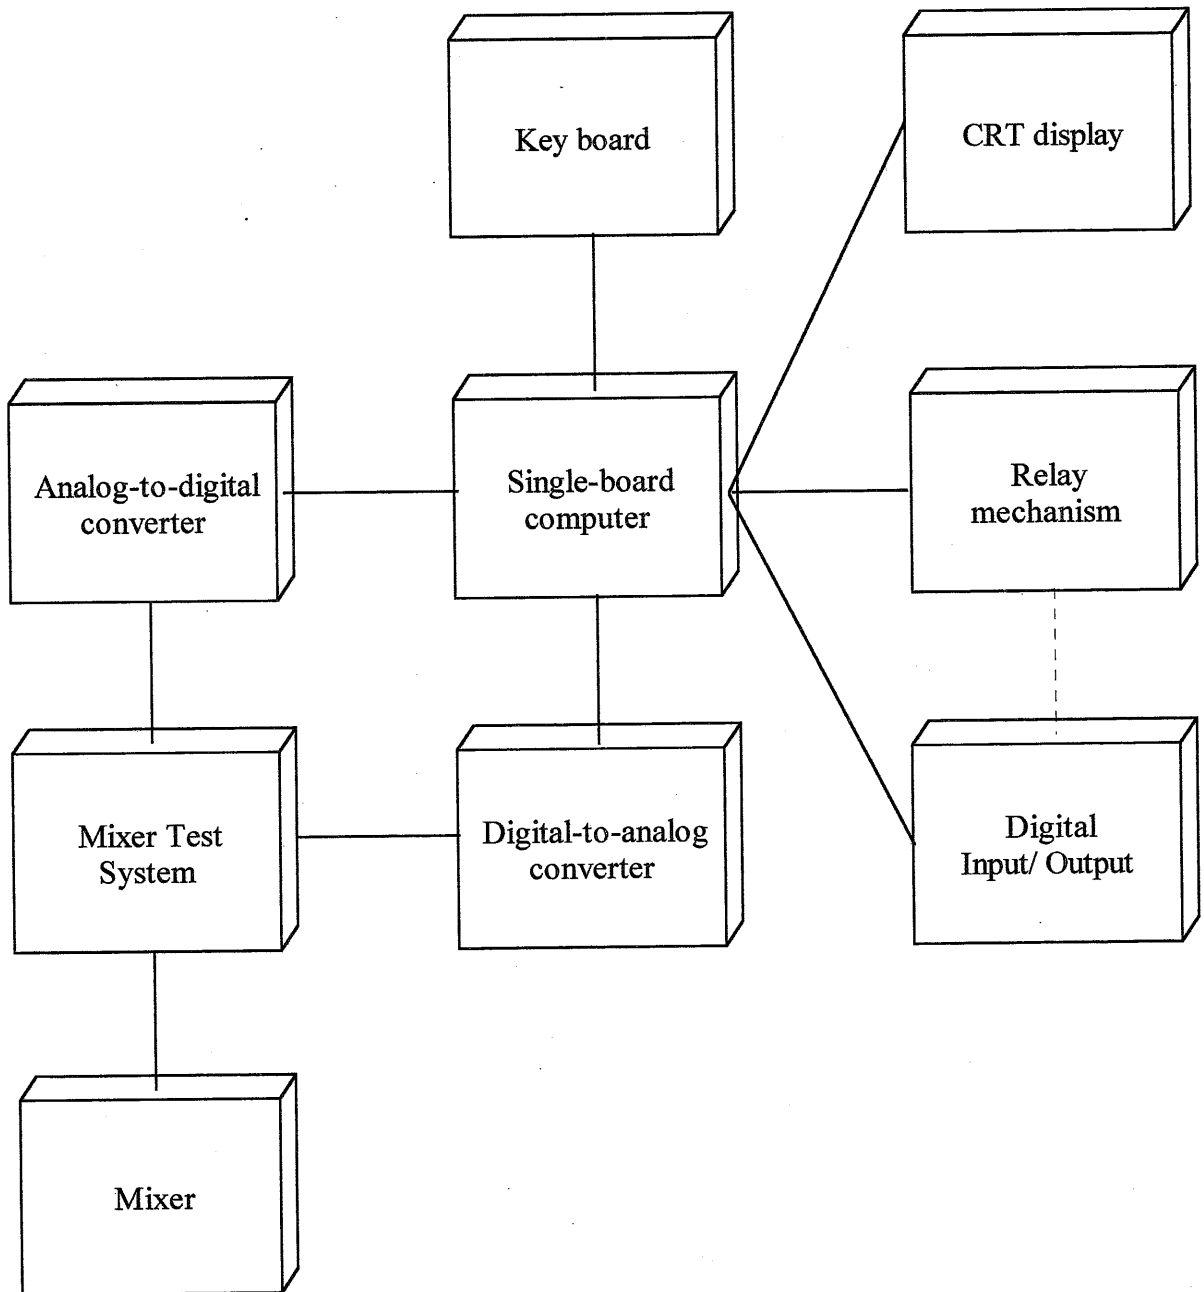 Key board
CRT display
Analog-to-digital
converter
Single-board
computer
Relay
mechanism
Mixer Test
System
Digital-to-analog
converter
Digital
Input/ Output
Mixer